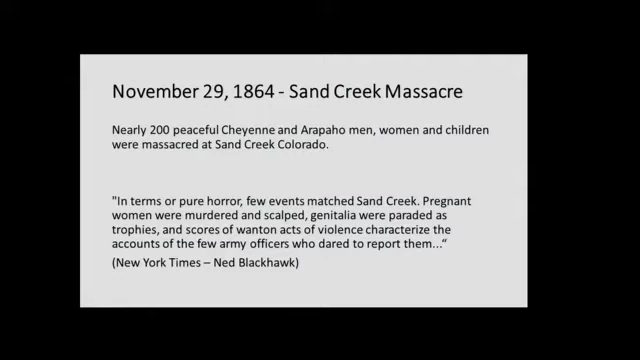 November 29, 1864 - Sand Creek Massacre
Nearly 200 peaceful Cheyenne and Arapaho men, women and children
were massacred at Sand Creek Colorado.
"In terms or pure horror, few events matched Sand Creek. Pregnant
women were murdered and scalped, genitalia were paraded as
trophies, and scores of wanton acts of violence characterize the
accounts of the few army officers who dared to report them...“
(New York Times – Ned Blackhawk)